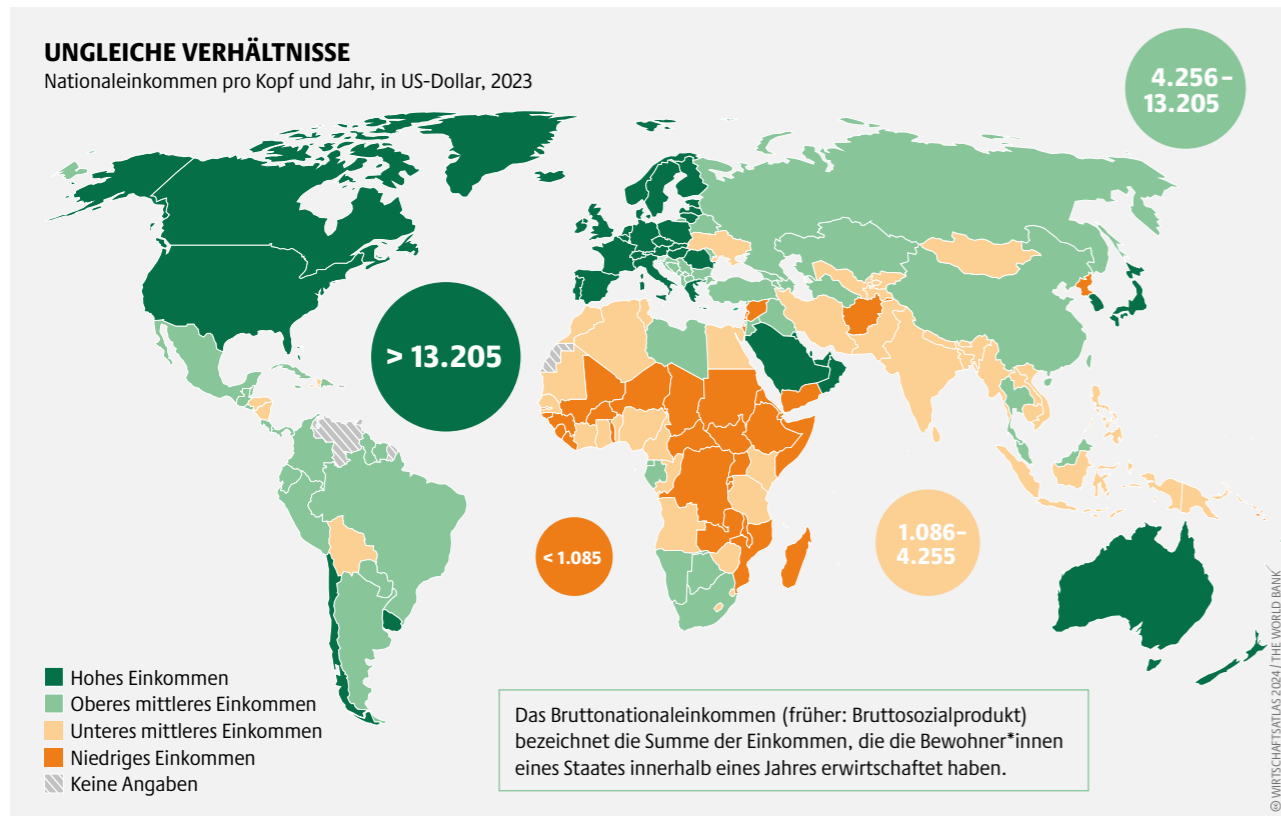 UNGLEICHE VERHÄLTNISSE
Nationaleinkommen pro Kopf und Jahr, in US-Dollar, 2023
4.256–
13.205
> 13.205
< 1.085
1.086–
4.255
Hohes Einkommen
Oberes mittleres Einkommen
Unteres mittleres Einkommen
Niedriges Einkommen
Keine Angaben
Das Bruttonationaleinkommen (früher: Bruttosozialprodukt)
bezeichnet die Summe der Einkommen, die die Bewohner*innen
eines Staates innerhalb eines Jahres erwirtschaftet haben.
© WIRTSCHAFTSATLAS 2024 / THE WORLD BANK